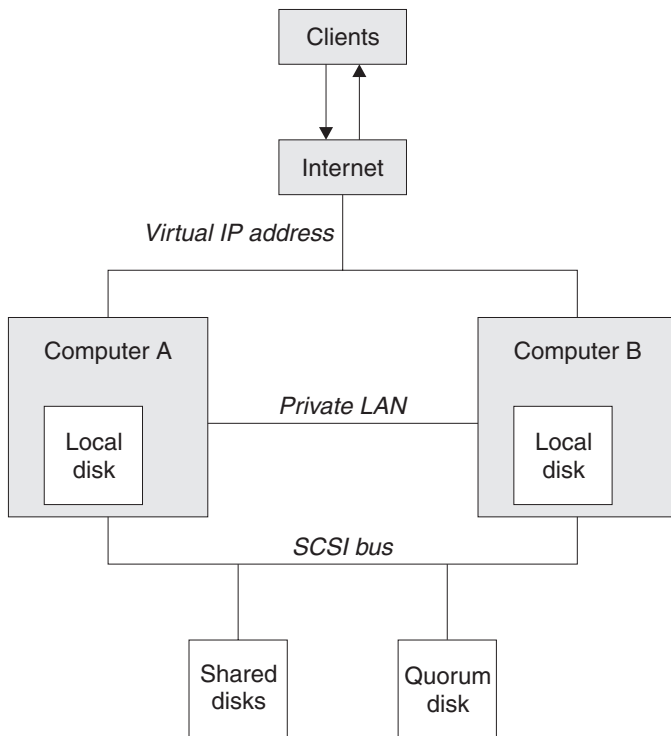 Clients
Internet
Virtual IP address
Computer A
Computer B
Private LAN
Local
disk
Local
disk
SCSI bus
Shared
disks
Quorum
disk